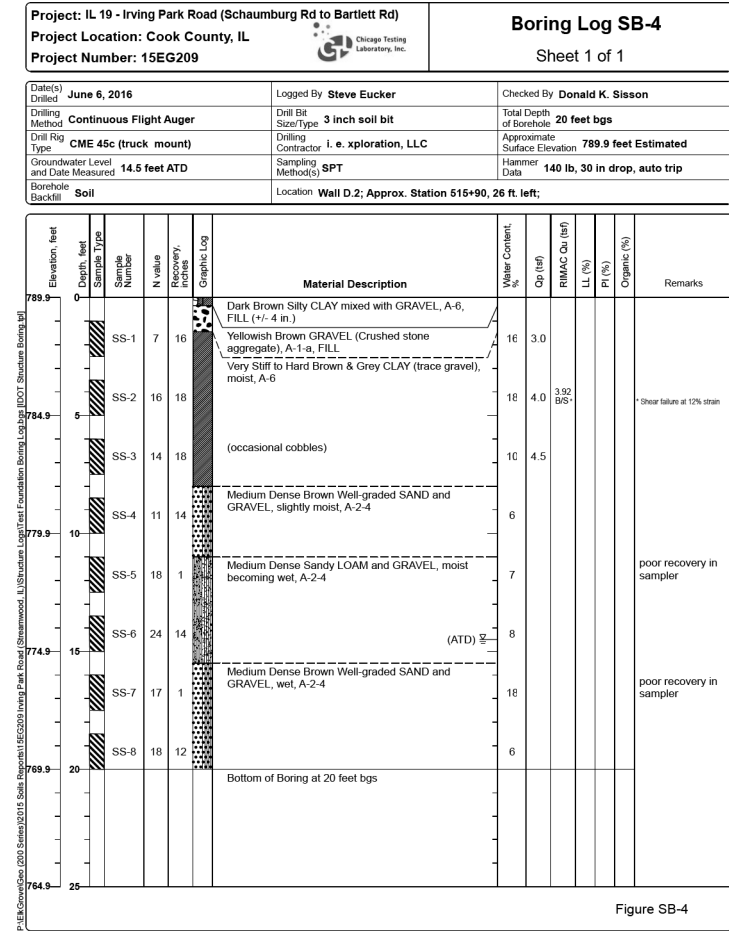 Project: IL 19 - Irving Park Road (Schaumburg Rd to Bartlett Rd)
Project Location: Cook County, IL
Project Number: 15EG209
Chicago Testing
Laboratory, Inc.
Boring Log SB-4
Sheet 1 of 1
Date(s) Drilled June 6, 2016
Logged By Steve Eucker
Checked By Donald K. Sisson
Drilling Method Continuous Flight Auger
Drill Bit Size/Type 3 inch soil bit
Total Depth of Borehole 20 feet bgs
Drill Rig Type CME 45c (truck mount)
Drilling Contractor i. e. xploration, LLC
Approximate Surface Elevation 789.9 feet Estimated
Groundwater Level and Date Measured 14.5 feet ATD
Sampling Method(s) SPT
Hammer Data 140 lb, 30 in drop, auto trip
Borehole Backfill Soil
Location Wall D.2; Approx. Station 515+90, 26 ft. left;
Elevation, feet
Depth, feet
Sample Type
Sample Number
N value
Recovery, inches
Graphic Log
Material Description
Water Content, %
Qp (tsf)
RIMAC Qu (tsf)
LL (%)
PI (%)
Organic (%)
Remarks
789.9 0
Dark Brown Silty CLAY mixed with GRAVEL, A-6,
FILL (+/- 4 in.)
SS-1 7 16
Yellowish Brown GRAVEL (Crushed stone
aggregate), A-1-a, FILL
16 3.0
Very Stiff to Hard Brown & Grey CLAY (trace gravel),
moist, A-6
SS-2 16 18
18 4.0 3.92
B/S*
* Shear failure at 12% strain
784.9 5
(occasional cobbles)
SS-3 14 18
10 4.5
Medium Dense Brown Well-graded SAND and
GRAVEL, slightly moist, A-2-4
SS-4 11 14
6
779.9 10
Medium Dense Sandy LOAM and GRAVEL, moist
becoming wet, A-2-4
SS-5 18 1
7
poor recovery in
sampler
SS-6 24 14
(ATD)
8
774.9 15
Medium Dense Brown Well-graded SAND and
GRAVEL, wet, A-2-4
SS-7 17 1
18
poor recovery in
sampler
SS-8 18 12
6
769.9 20
Bottom of Boring at 20 feet bgs
764.9 25
P:\ElkGrove\Geo (200 Series)\2015 Soils Reports\15EG209 Irving Park Road (Streamwood, IL)\Structure Logs\Test Foundation Boring Log.bgs [IDOT Structure Boring.tpl]
Figure SB-4